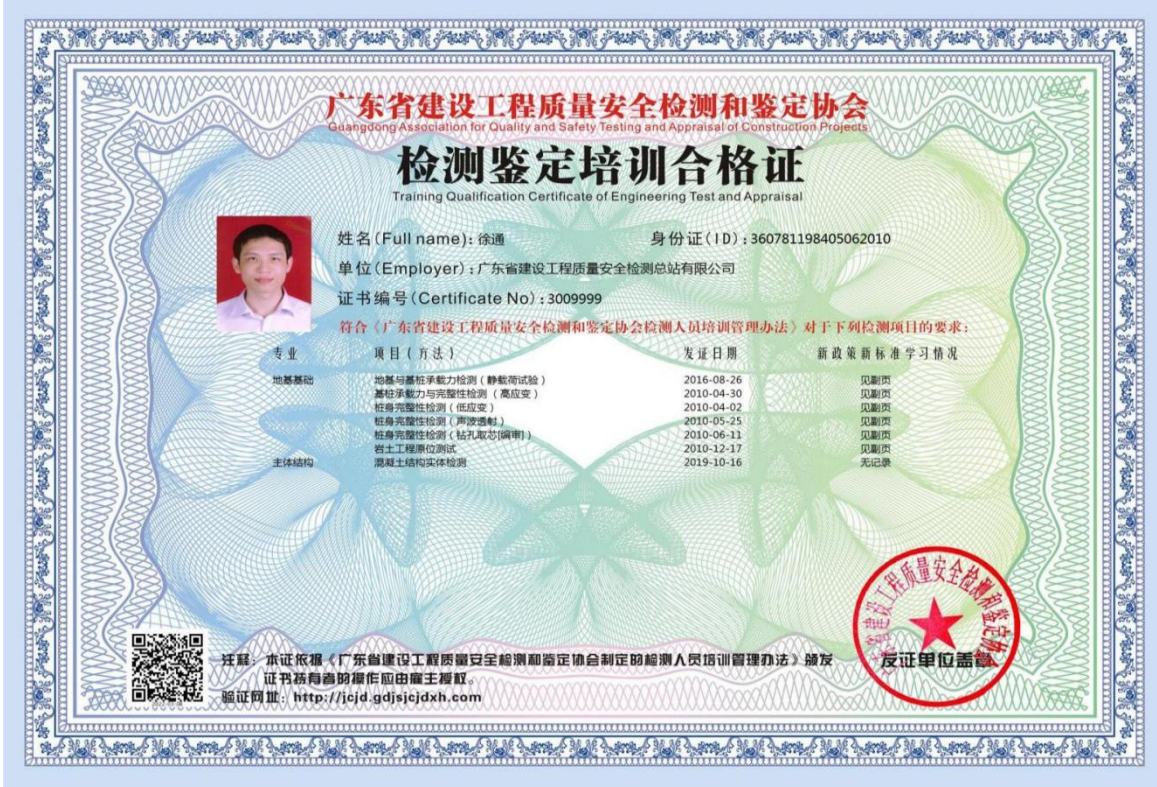 广东省建设工程质量安全检测和鉴定协会
Guangdong Association for Quality and Safety Testing and Appraisal of Construction Projects
检测鉴定培训合格证
Training Qualification Certificate of Engineering Test and Appraisal
姓名(Full name): 徐通 身份证(ID): 360781198405062010
单位(Employer): 广东省建设工程质量安全检测总站有限公司
证书编号(Certificate No): 3009999
符合《广东省建设工程质量安全检测和鉴定协会检测人员培训管理办法》对于下列检测项目的要求:
专业 项目(方法) 发证日期 新政策新标准学习情况
地基基础 地基与基桩承载力检测(静载荷试验) 2016-08-26 见副页
基桩承载力与完整性检测 (高应变) 2010-04-30 见副页
桩身完整性检测(低应变) 2010-04-02 见副页
桩身完整性检测(声波透射) 2010-05-25 见副页
桩身完整性检测(钻孔取芯[编审]) 2010-06-11 见副页
岩土工程原位测试 2010-12-17 见副页
主体结构 混凝土结构实体检测 2019-10-16 无记录
建设工程质量安全检测和鉴定协
发证单位盖章
注释: 本证依据《广东省建设工程质量安全检测和鉴定协会制定的检测人员培训管理办法》颁发
证书持有者的操作应由雇主授权。
验证网址: http://jcjd.gdjsjcjdxh.com